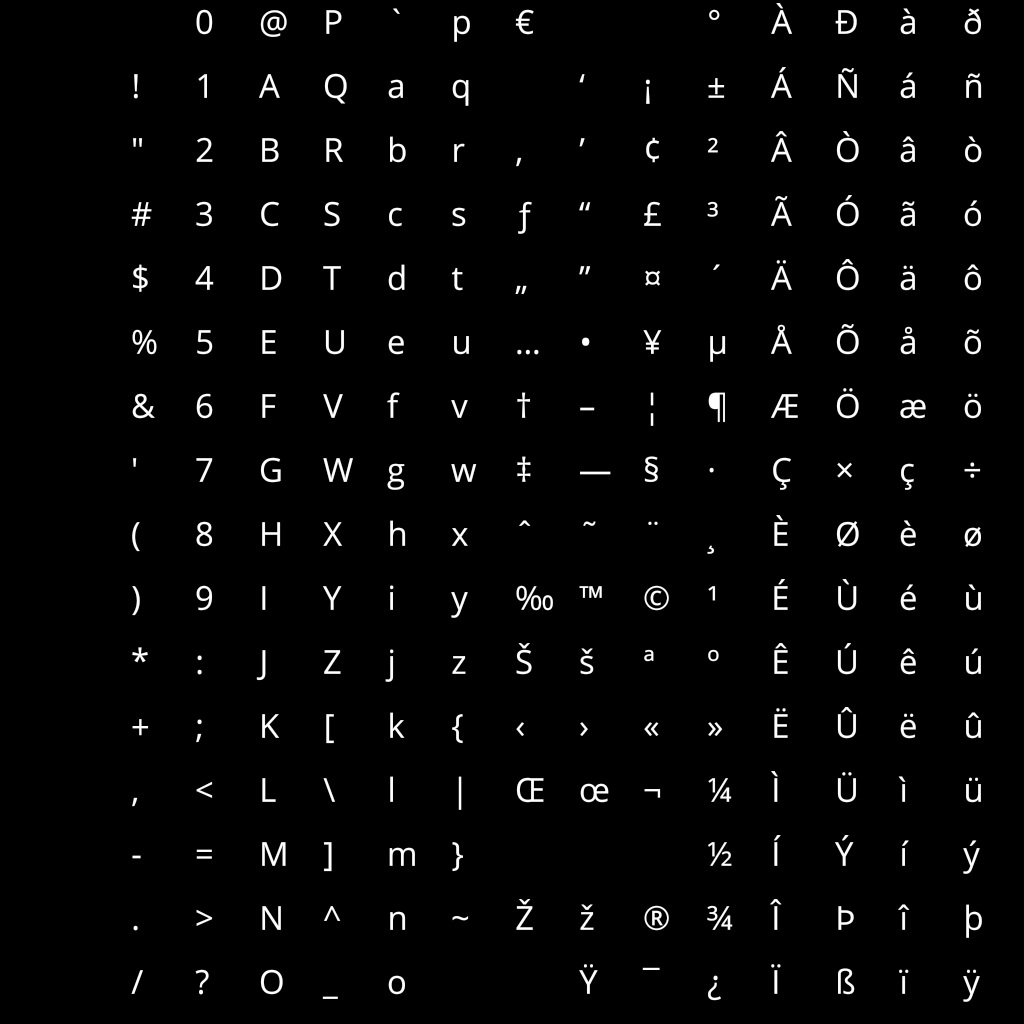 0 @ P ` p € ° À Ð à ð
! 1 A Q a q ‘ ¡ ± Á Ñ á ñ
" 2 B R b r ‚ ’ ¢ ² Â Ò â ò
# 3 C S c s ƒ “ £ ³ Ã Ó ã ó
$ 4 D T d t „ ” ¤ ´ Ä Ô ä ô
% 5 E U e u … • ¥ µ Å Õ å õ
& 6 F V f v † – ¦ ¶ Æ Ö æ ö
' 7 G W g w ‡ — § · Ç × ç ÷
( 8 H X h x ˆ ˜ ¨ ¸ È Ø è ø
) 9 I Y i y ‰ ™ © ¹ É Ù é ù
* : J Z j z Š š ª º Ê Ú ê ú
+ ; K [ k { ‹ › « » Ë Û ë û
, < L \ l | Œ œ ¬ ¼ Ì Ü ì ü
- = M ] m } ½ Í Ý í ý
. > N ^ n ~ Ž ž ® ¾ Î Þ î þ
/ ? O _ o Ÿ ¯ ¿ Ï ß ï ÿ